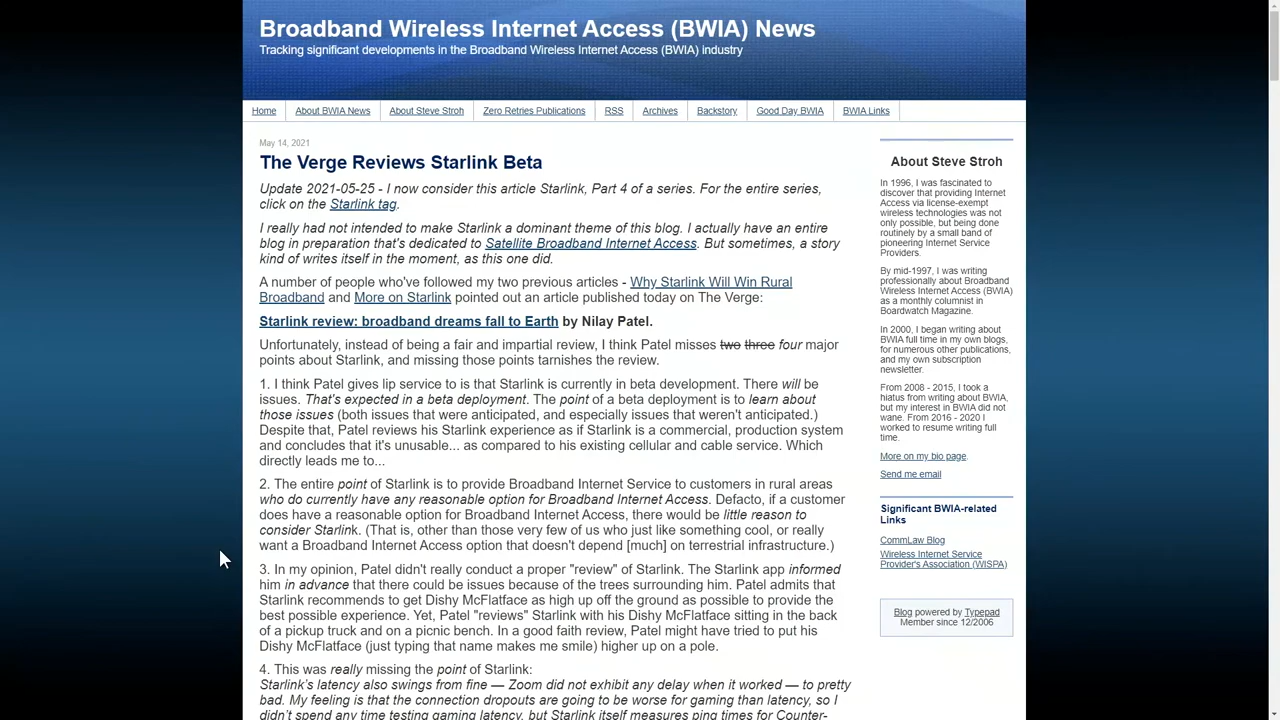 Broadband Wireless Internet Access (BWIA) News
Tracking significant developments in the Broadband Wireless Internet Access (BWIA) industry
Home About BWIA News About Steve Stroh Zero Retries Publications RSS Archives Backstory Good Day BWIA BWIA Links
May 14, 2021
The Verge Reviews Starlink Beta
Update 2021-05-25 - I now consider this article Starlink, Part 4 of a series. For the entire series,
click on the Starlink tag.
I really had not intended to make Starlink a dominant theme of this blog. I actually have an entire
blog in preparation that's dedicated to Satellite Broadband Internet Access. But sometimes, a story
kind of writes itself in the moment, as this one did.
A number of people who've followed my two previous articles - Why Starlink Will Win Rural
Broadband and More on Starlink pointed out an article published today on The Verge:
Starlink review: broadband dreams fall to Earth by Nilay Patel.
Unfortunately, instead of being a fair and impartial review, I think Patel misses two three four major
points about Starlink, and missing those points tarnishes the review.
1. I think Patel gives lip service to is that Starlink is currently in beta development. There will be
issues. That's expected in a beta deployment. The point of a beta deployment is to learn about
those issues (both issues that were anticipated, and especially issues that weren't anticipated.)
Despite that, Patel reviews his Starlink experience as if Starlink is a commercial, production system
and concludes that it's unusable... as compared to his existing cellular and cable service. Which
directly leads me to...
2. The entire point of Starlink is to provide Broadband Internet Service to customers in rural areas
who do currently have any reasonable option for Broadband Internet Access. Defacto, if a customer
does have a reasonable option for Broadband Internet Access, there would be little reason to
consider Starlink. (That is, other than those very few of us who just like something cool, or really
want a Broadband Internet Access option that doesn't depend [much] on terrestrial infrastructure.)
3. In my opinion, Patel didn't really conduct a proper "review" of Starlink. The Starlink app informed
him in advance that there could be issues because of the trees surrounding him. Patel admits that
Starlink recommends to get Dishy McFlatface as high up off the ground as possible to provide the
best possible experience. Yet, Patel "reviews" Starlink with his Dishy McFlatface sitting in the back
of a pickup truck and on a picnic bench. In a good faith review, Patel might have tried to put his
Dishy McFlatface (just typing that name makes me smile) higher up on a pole.
4. This was really missing the point of Starlink:
Starlink's latency also swings from fine — Zoom did not exhibit any delay when it worked — to pretty
bad. My feeling is that the connection dropouts are going to be worse for gaming than latency, so I
didn't spend any time testing gaming latency, but Starlink itself measures ping times for Counter-
About Steve Stroh
In 1996, I was fascinated to
discover that providing Internet
Access via license-exempt
wireless technologies was not
only possible, but being done
routinely by a small band of
pioneering Internet Service
Providers.
By mid-1997, I was writing
professionally about Broadband
Wireless Internet Access (BWIA)
as a monthly columnist in
Boardwatch Magazine.
In 2000, I began writing about
BWIA full time in my own blogs,
for numerous other publications,
and my own subscription
newsletter.
From 2008 - 2015, I took a
hiatus from writing about BWIA,
but my interest in BWIA did not
wane. From 2016 - 2020 I
worked to resume writing full
time.
More on my bio page.
Send me email
Significant BWIA-related
Links
CommLaw Blog
Wireless Internet Service
Provider's Association (WISPA)
Blog powered by Typepad
Member since 12/2006